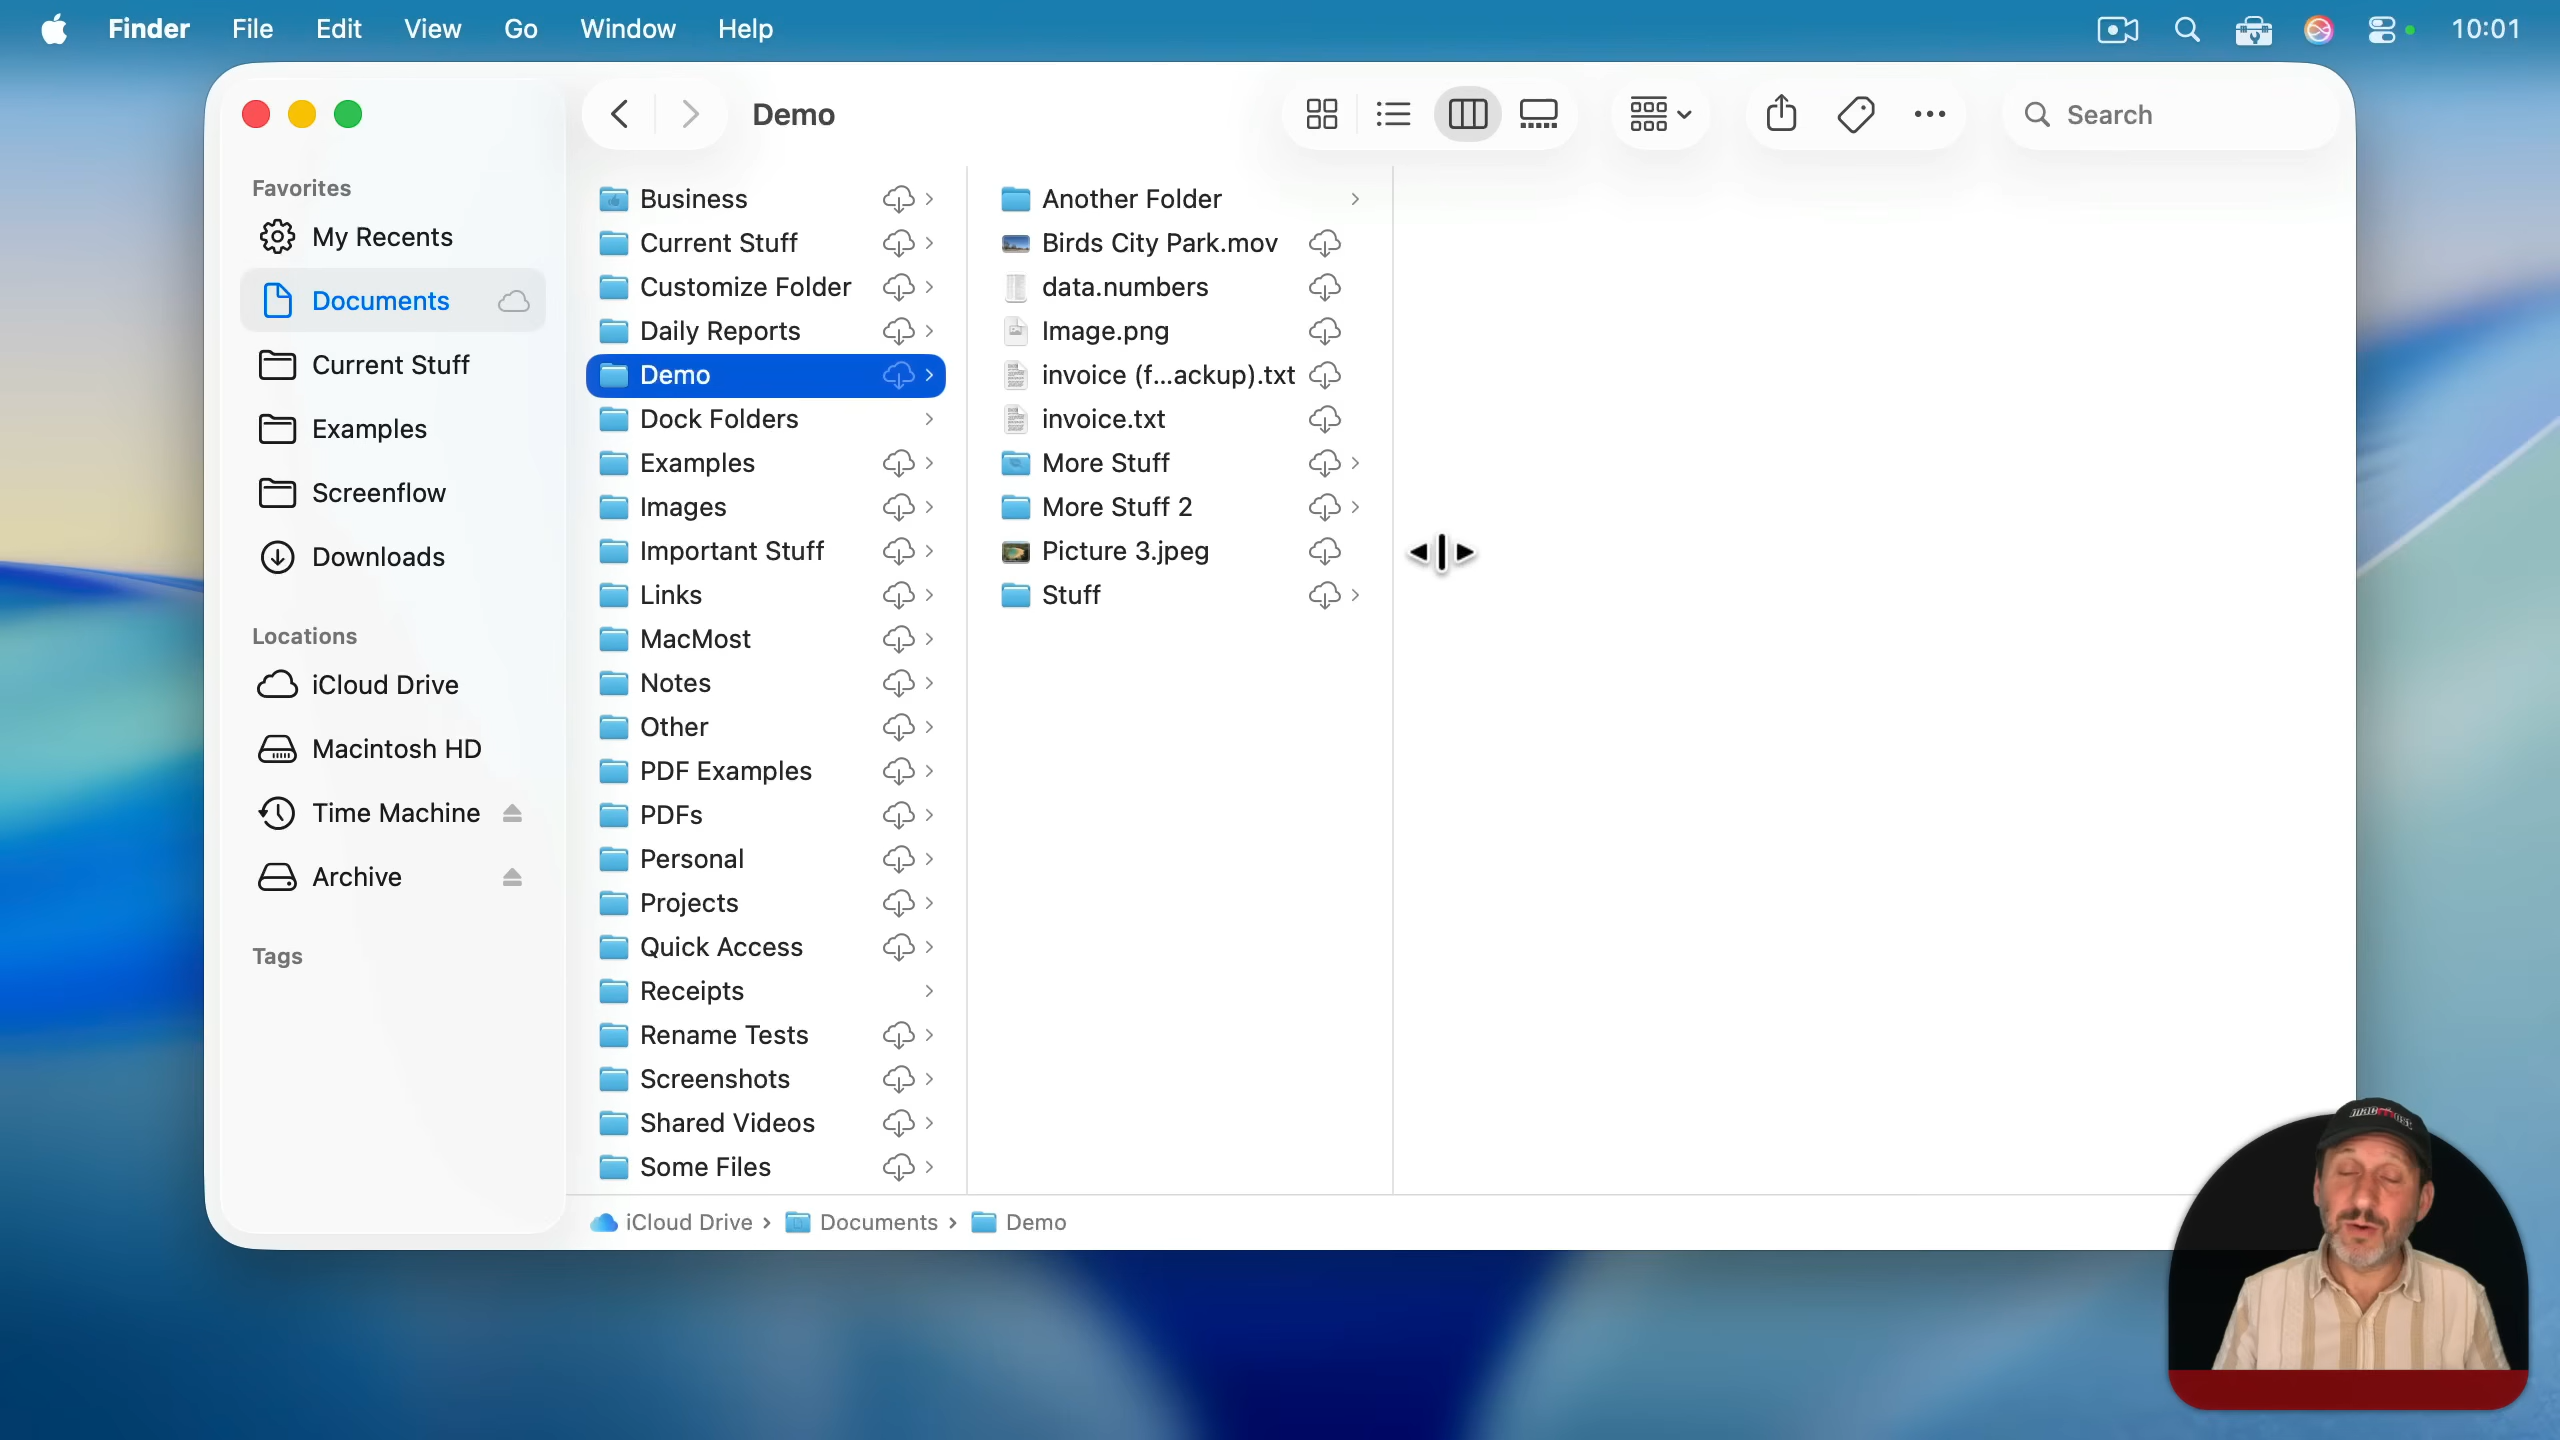 Finder File Edit View Go Window Help 10:01
Demo
Search
Favorites
My Recents
Documents
Current Stuff
Examples
Screenflow
Downloads
Locations
iCloud Drive
Macintosh HD
Time Machine
Archive
Tags
Business
Current Stuff
Customize Folder
Daily Reports
Demo
Dock Folders
Examples
Images
Important Stuff
Links
MacMost
Notes
Other
PDF Examples
PDFs
Personal
Projects
Quick Access
Receipts
Rename Tests
Screenshots
Shared Videos
Some Files
Another Folder
Birds City Park.mov
data.numbers
Image.png
invoice (f...ackup).txt
invoice.txt
More Stuff
More Stuff 2
Picture 3.jpeg
Stuff
iCloud Drive › Documents › Demo
macmost